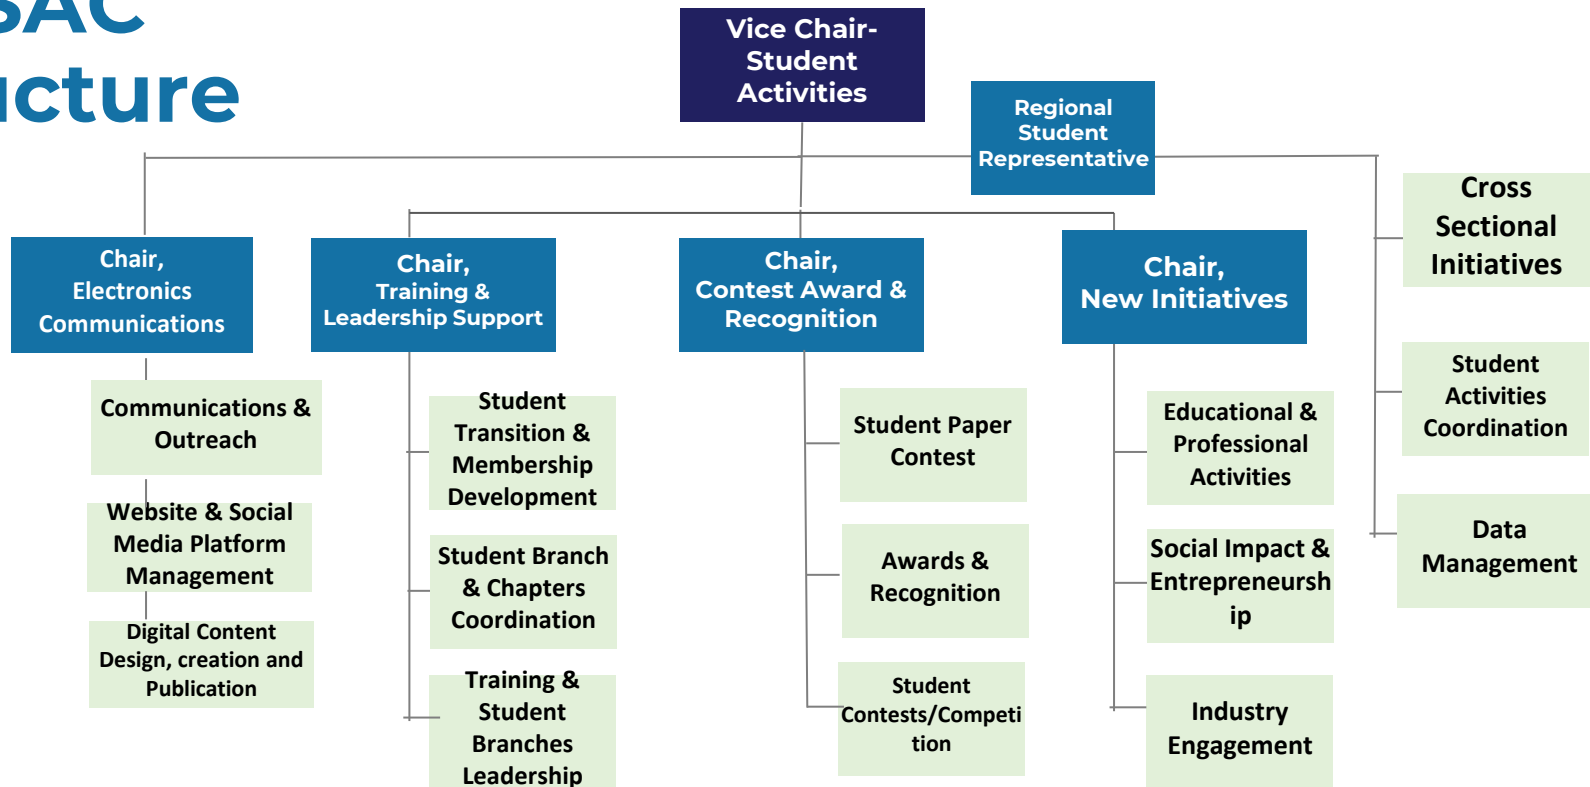 SAC
ucture
Vice Chair-
Student
Activities
Regional
Student
Representative
Chair,
Electronics
Communications
Communications &
Outreach
Website & Social
Media Platform
Management
Digital Content
Design, creation and
Publication
Chair,
Training &
Leadership Support
Student
Transition &
Membership
Development
Student Branch
& Chapters
Coordination
Training &
Student
Branches
Leadership
Chair,
Contest Award &
Recognition
Student Paper
Contest
Awards &
Recognition
Student
Contests/Competi
tion
Chair,
New Initiatives
Educational &
Professional
Activities
Social Impact &
Entrepreneursh
ip
Industry
Engagement
Cross
Sectional
Initiatives
Student
Activities
Coordination
Data
Management